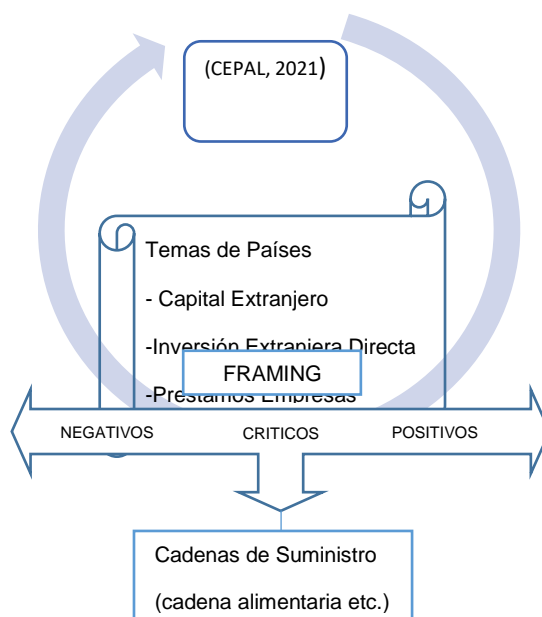 (CEPAL, 2021)
Temas de Países
- Capital Extranjero
-Inversión Extranjera Directa
FRAMING
-Préstamos Empresas
NEGATIVOS
CRITICOS
POSITIVOS
Cadenas de Suministro
(cadena alimentaria etc.)